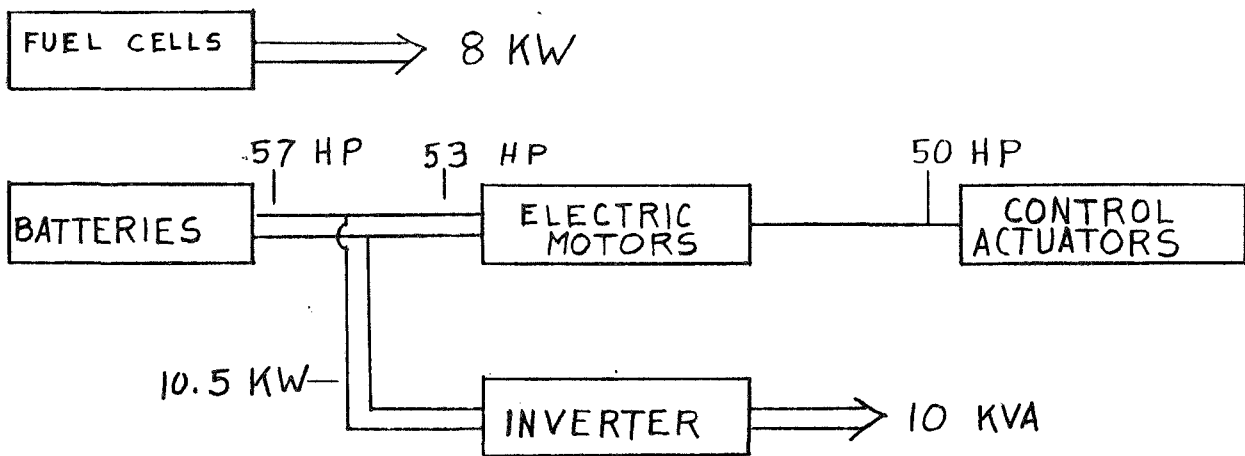 FUEL CELLS
8 KW
57 HP
53 HP
50 HP
BATTERIES
ELECTRIC
MOTORS
CONTROL
ACTUATORS
10.5 KW
INVERTER
10 KVA